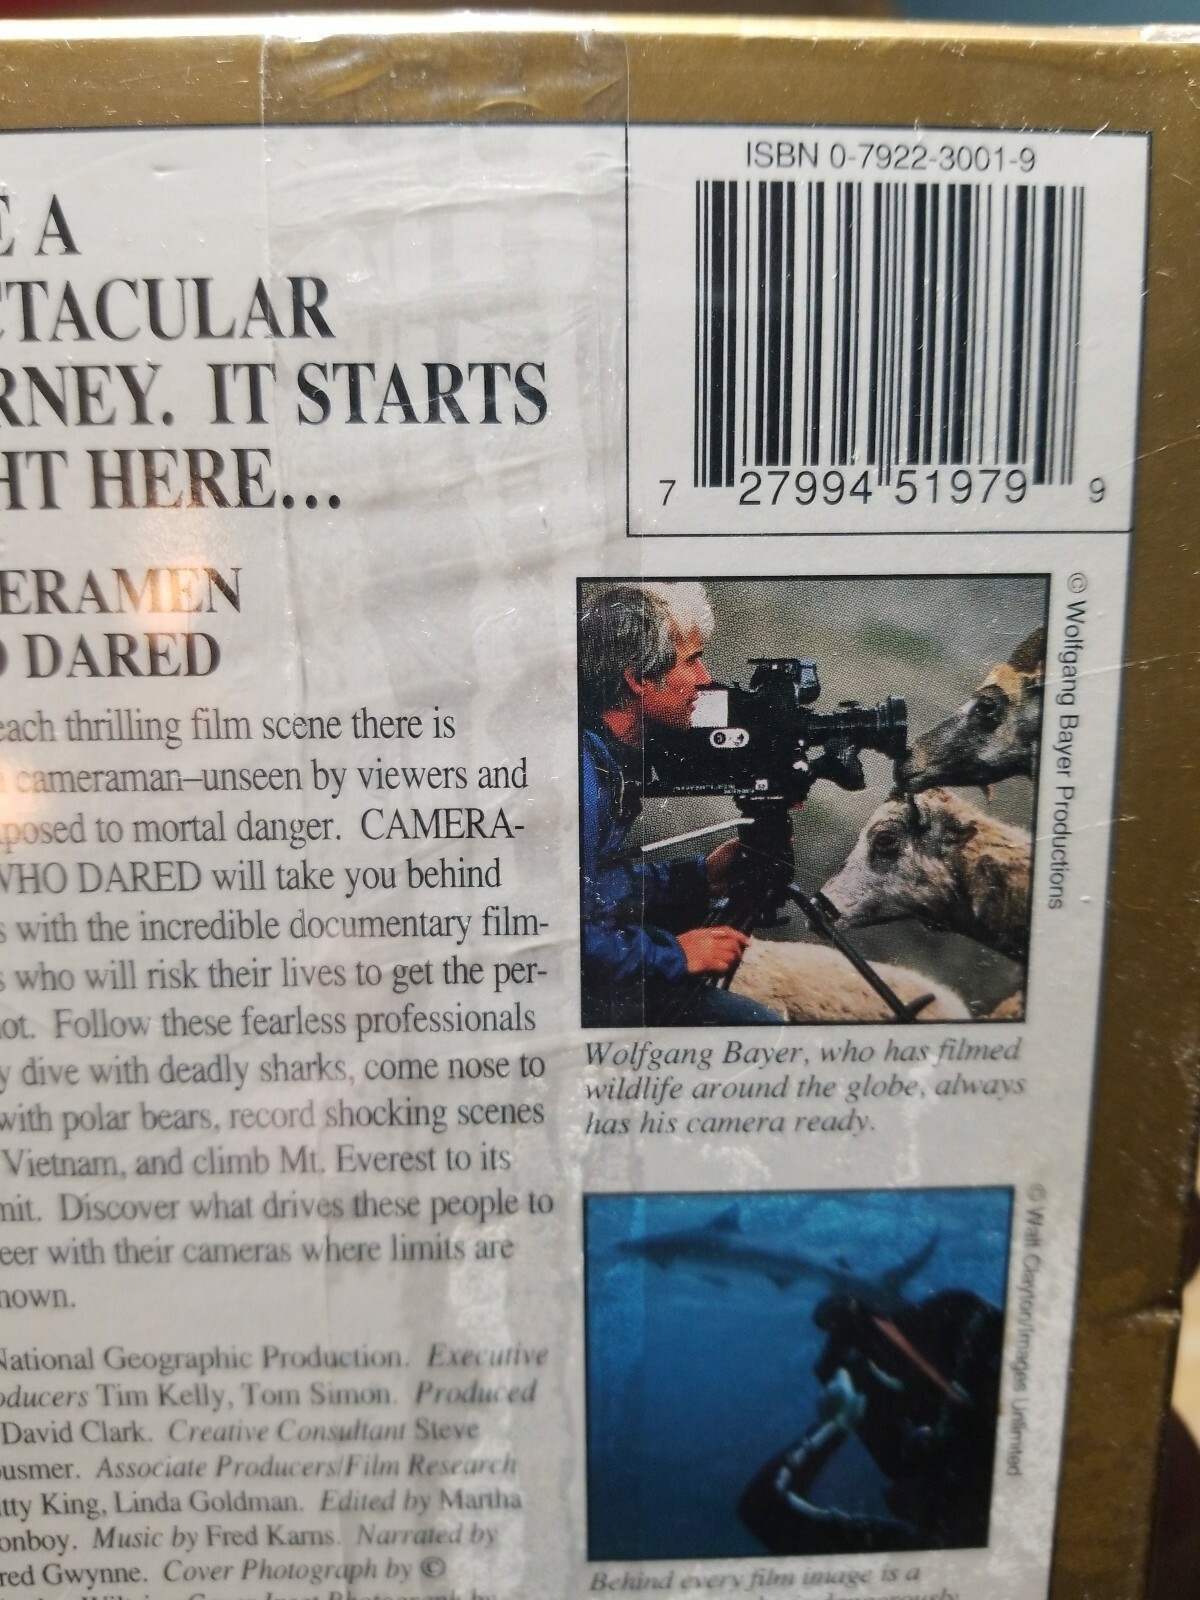 ISBN 0-7922-3001-9
7 27994 51979 9
E A
CTACULAR
RNEY. IT STARTS
HT HERE...
ERAMEN
DARED
each thrilling film scene there is
cameraman–unseen by viewers and
posed to mortal danger. CAMERA-
WHO DARED will take you behind
s with the incredible documentary film-
s who will risk their lives to get the per-
ot. Follow these fearless professionals
y dive with deadly sharks, come nose to
with polar bears, record shocking scenes
Vietnam, and climb Mt. Everest to its
mit. Discover what drives these people to
eer with their cameras where limits are
nown.
National Geographic Production. Executive
oducers Tim Kelly, Tom Simon. Produced
David Clark. Creative Consultant Steve
ousmer. Associate Producers/Film Research
tty King, Linda Goldman. Edited by Martha
onboy. Music by Fred Karns. Narrated by
red Gwynne. Cover Photograph by ©
© Wolfgang Bayer Productions
Wolfgang Bayer, who has filmed
wildlife around the globe, always
has his camera ready.
© Walt Clayton/Images Unlimited
Behind every film image is a